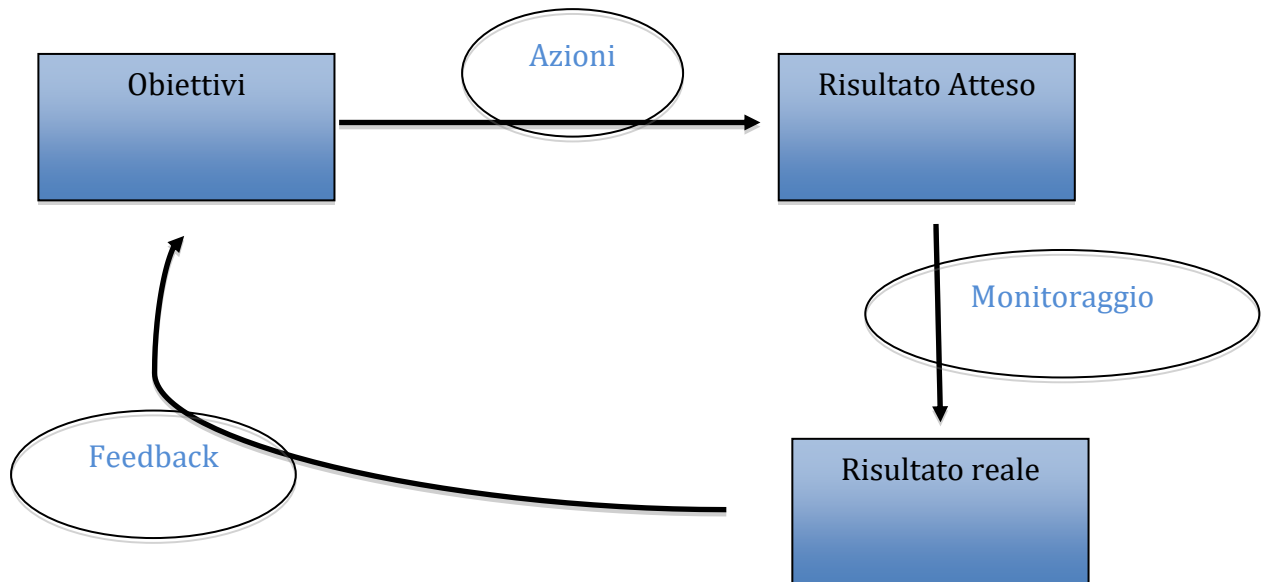 Azioni
Obiettivi
Risultato Atteso
Monitoraggio
Feedback
Risultato reale